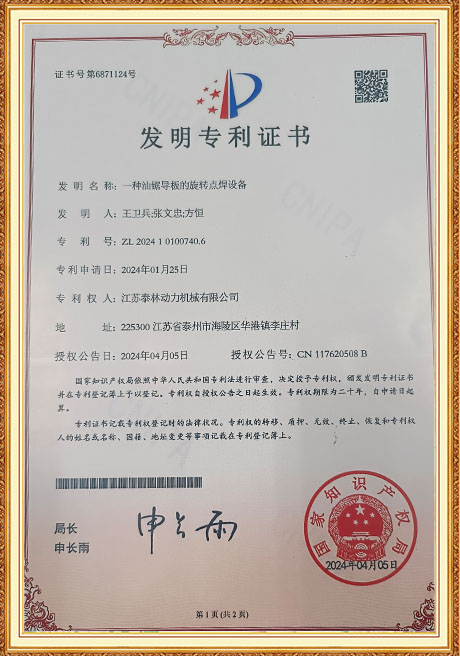 证书号第6871124号
发明专利证书
发 明 名 称: 一种油锯导板的旋转点焊设备
发 明 人: 王卫兵;张文忠;方恒
专 利 号: ZL 2024 1 0100740.6
专利申请日: 2024年01月25日
专 利 权 人: 江苏泰林动力机械有限公司
地 址: 225300 江苏省泰州市海陵区华港镇李庄村
授权公告日: 2024年04月05日 授权公告号: CN 117620508 B
国家知识产权局依照中华人民共和国专利法进行审查,决定授予专利权,颁发发明专利证书
并在专利登记簿上予以登记。专利权自授权公告之日起生效。专利权期限为二十年,自申请日起
算。
专利证书记载专利权登记时的法律状况。专利权的转移、质押、无效、终止、恢复和专利权
人的姓名或名称、国籍、地址变更等事项记载在专利登记簿上。
局长
申长雨
申长雨
国家知识产权局
2024年04月05日
第 1 页 (共 2 页)
CNIPA
CNIPA